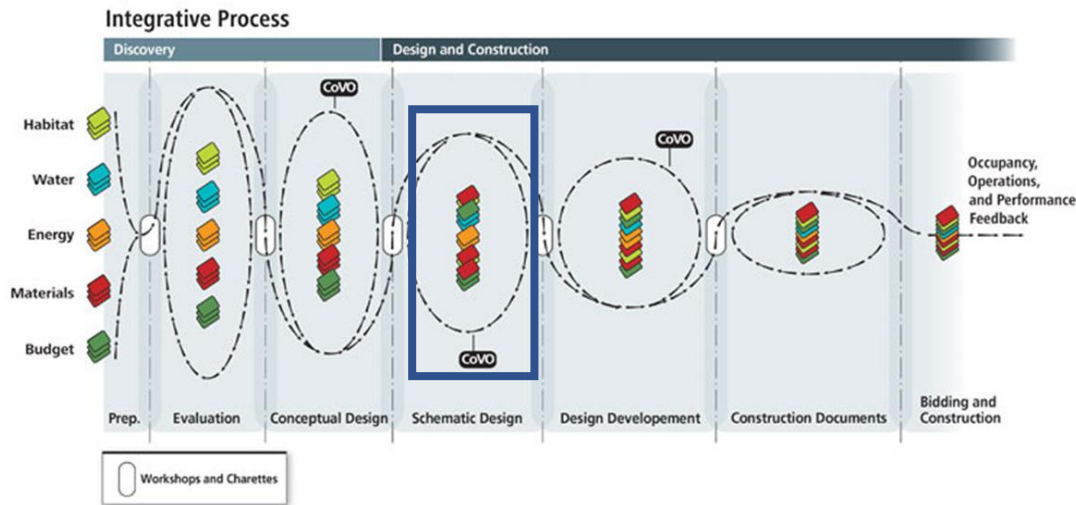 Integrative Process
Discovery
Design and Construction
CoVO
CoVO
Habitat
Water
Energy
Materials
Budget
Occupancy,
Operations,
and Performance
Feedback
CoVO
Prep.
Evaluation
Conceptual Design
Schematic Design
Design Developement
Construction Documents
Bidding and
Construction
Workshops and Charettes